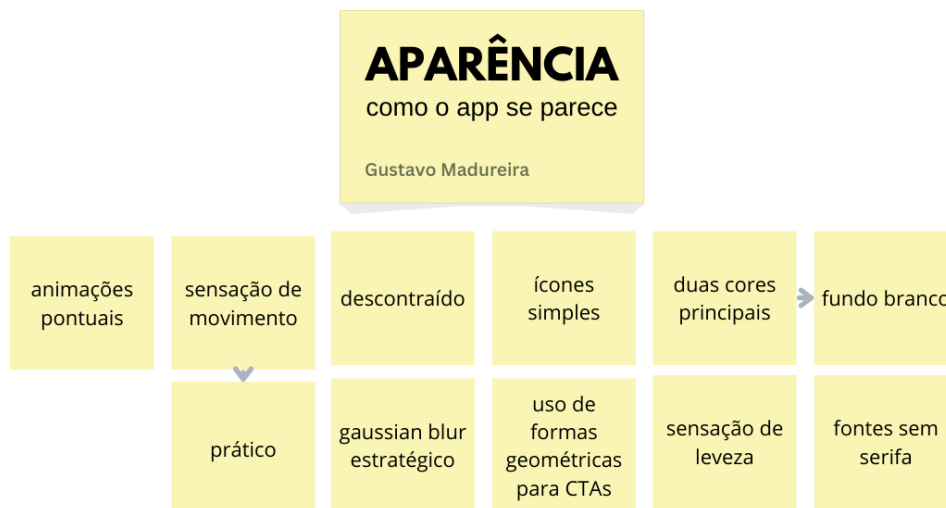 APARÊNCIA
como o app se parece
Gustavo Madureira
animações
pontuais
sensação de
movimento
descontraído
ícones
simples
duas cores
principais
fundo branco
prático
gaussian blur
estratégico
uso de
formas
geométricas
para CTAs
sensação de
leveza
fontes sem
serifa